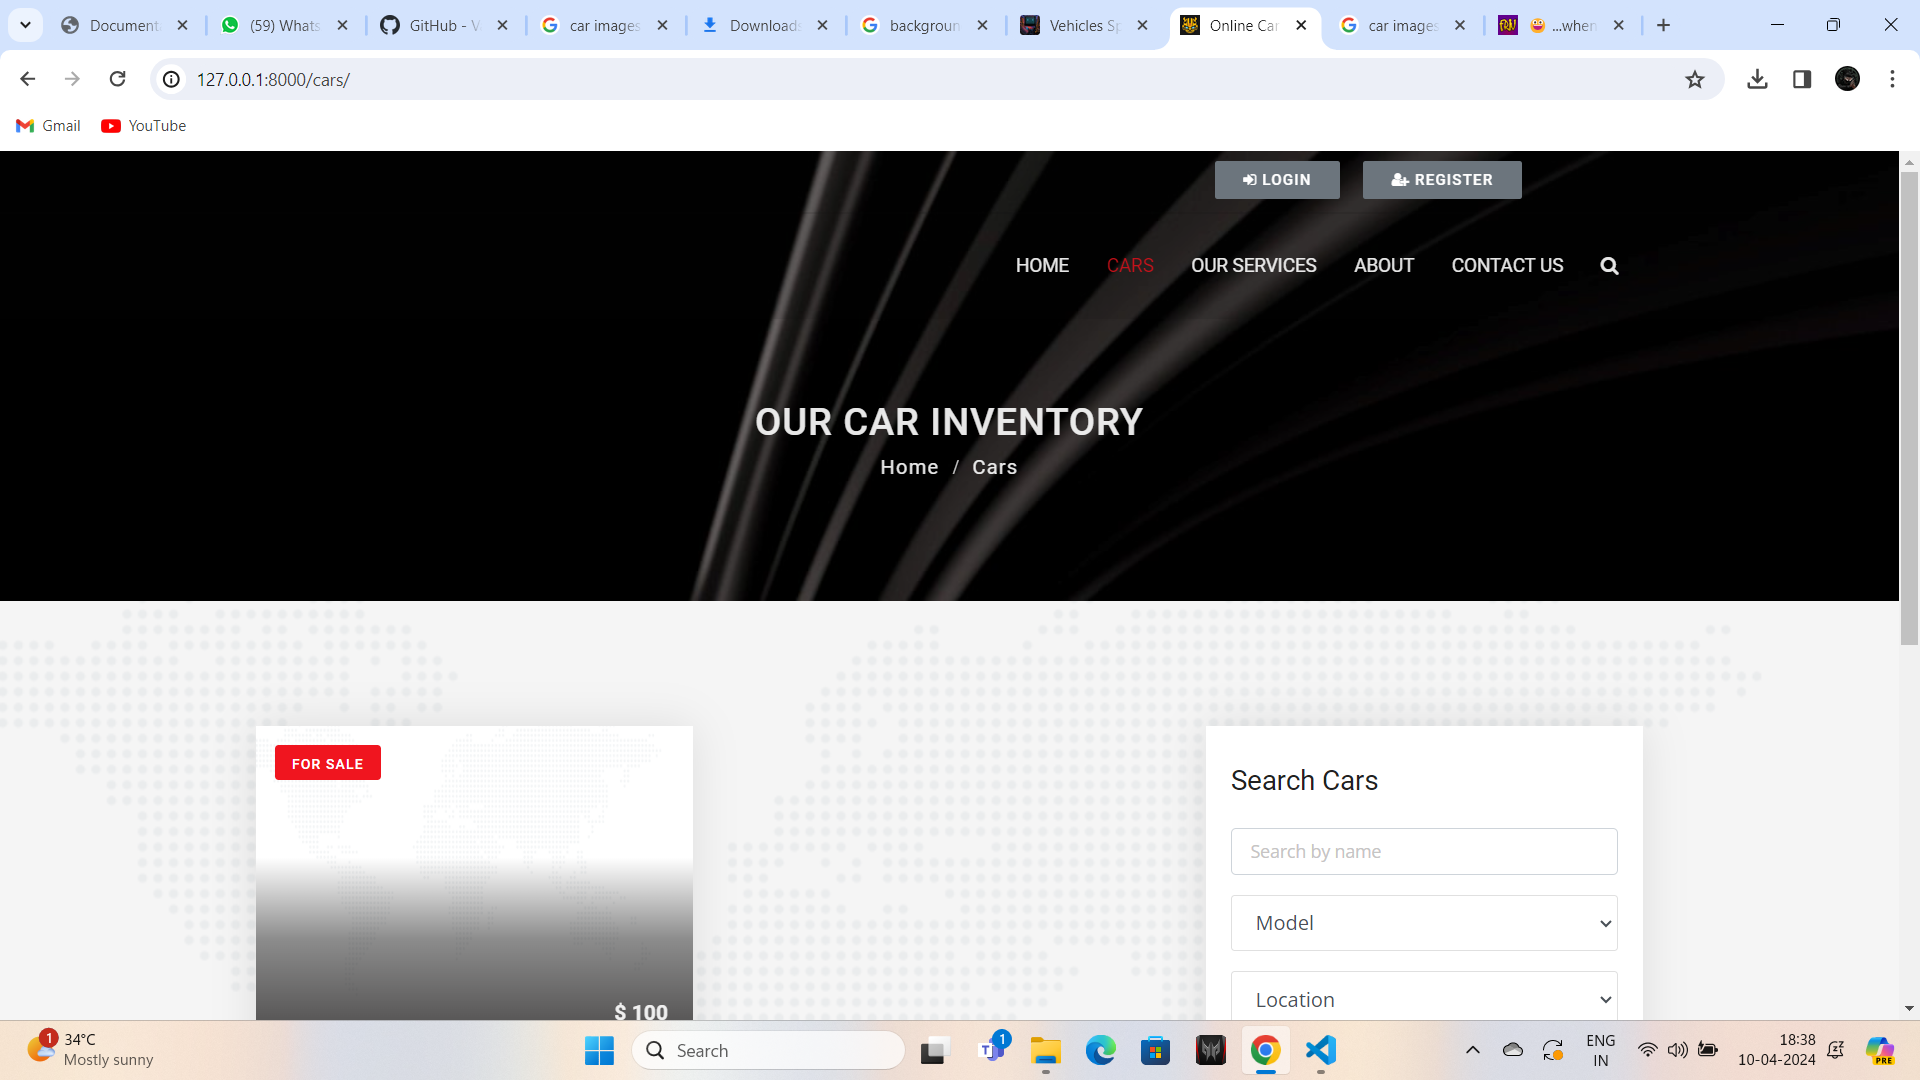 Document
(59) Whats
GitHub - V
car images
Downloads
backgroun
Vehicles Sp
Online Car
car images
...when
127.0.0.1:8000/cars/
Gmail
YouTube
LOGIN
REGISTER
HOME
CARS
OUR SERVICES
ABOUT
CONTACT US
OUR CAR INVENTORY
Home / Cars
FOR SALE
$ 100
Search Cars
Search by name
Model
Location
1
34°C
Mostly sunny
Search
1
ENG
IN
18:38
10-04-2024
PRE